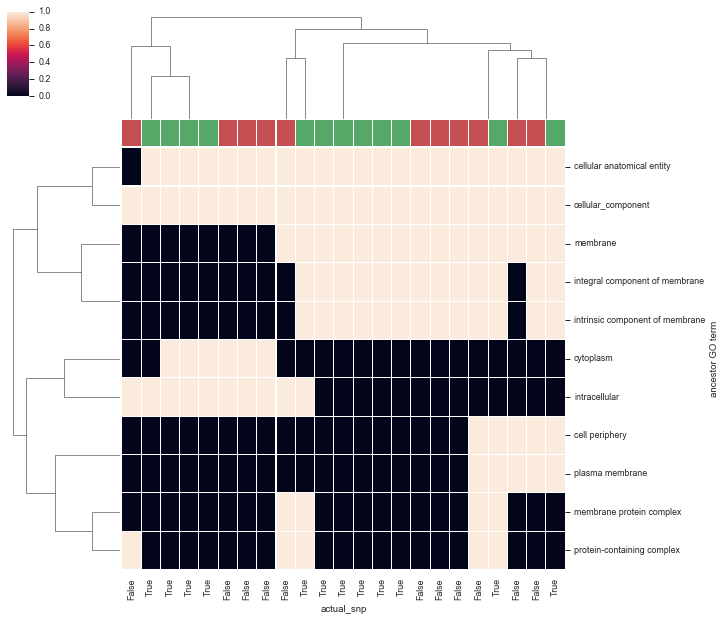 1.0
0.8
0.6
0.4
0.2
0.0
cellular anatomical entity
cellular_component
membrane
integral component of membrane
intrinsic component of membrane
cytoplasm
intracellular
cell periphery
plasma membrane
membrane protein complex
protein-containing complex
ancestor GO term
False True True True True False False False False True True True True True True False False False False True False False True
actual_snp